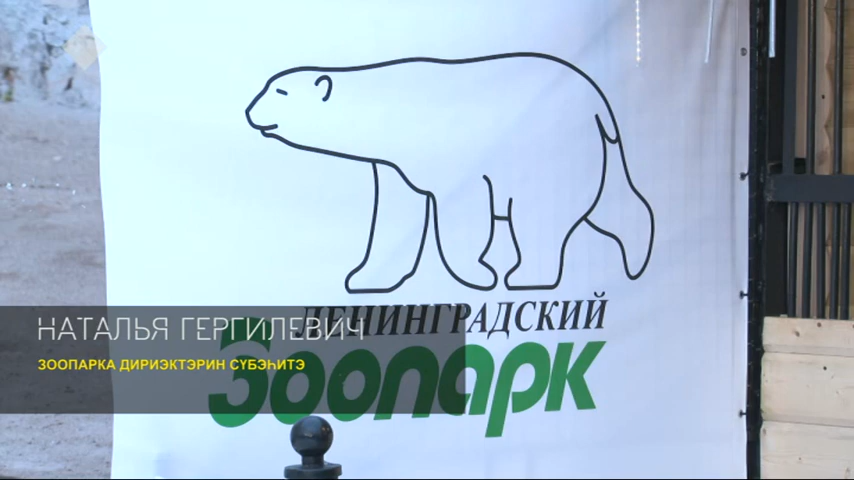 ЛЕНИНГРАДСКИЙ
Зоопарк
НАТАЛЬЯ ГЕРГИЛЕВИЧ
ЗООПАРКА ДИРИЭКТЭРИН СҮБЭҺИТЭ